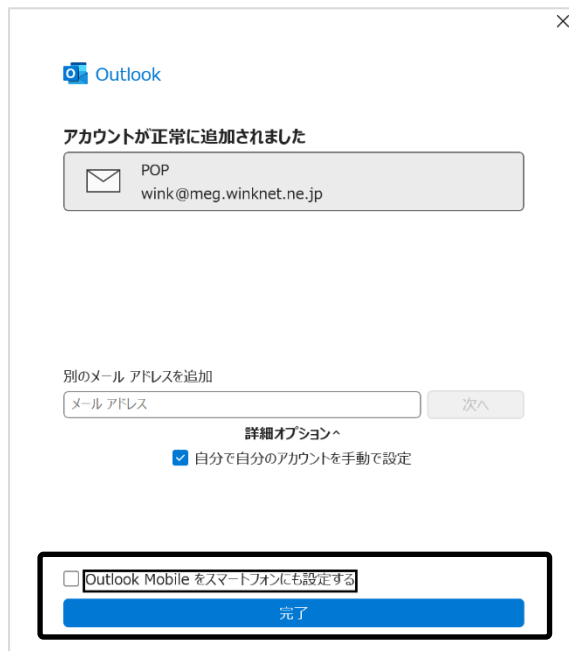 Outlook
アカウントが正常に追加されました
POP
wink@meg.winknet.ne.jp
別のメール アドレスを追加
メール アドレス
次へ
詳細オプション
自分で自分のアカウントを手動で設定
Outlook Mobile をスマートフォンにも設定する
完了